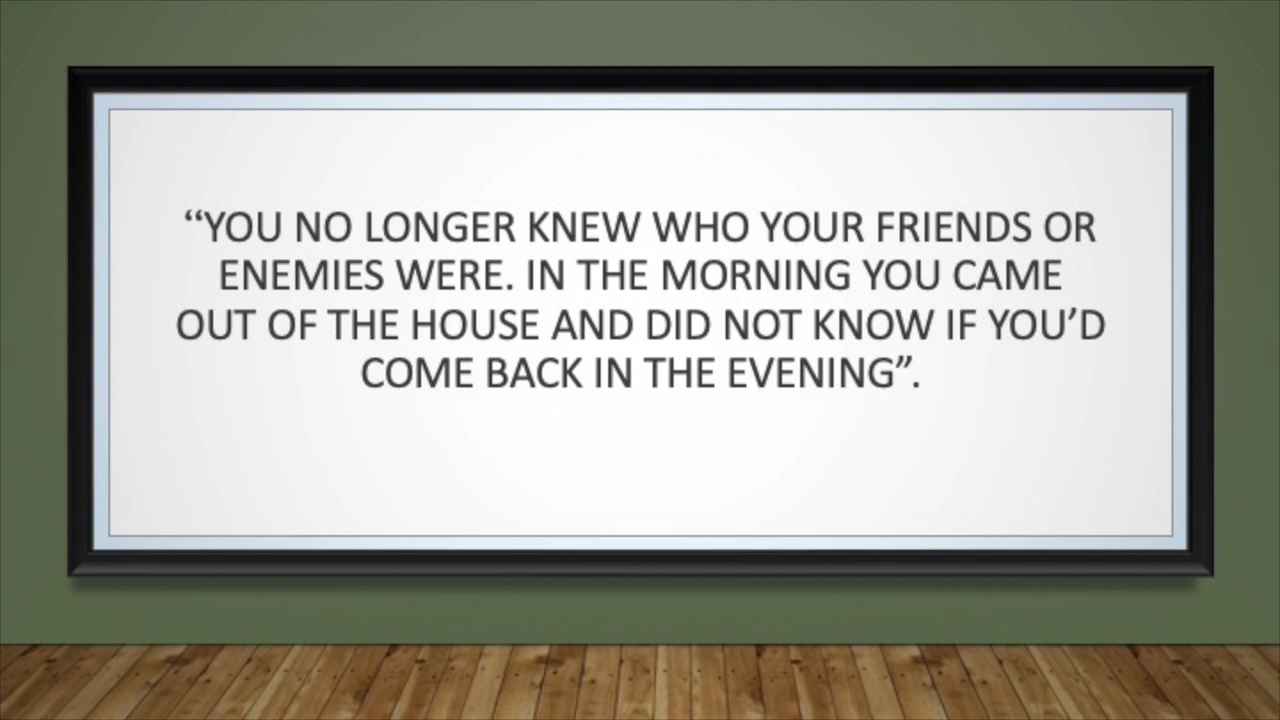 “YOU NO LONGER KNEW WHO YOUR FRIENDS OR
ENEMIES WERE. IN THE MORNING YOU CAME
OUT OF THE HOUSE AND DID NOT KNOW IF YOU’D
COME BACK IN THE EVENING”.